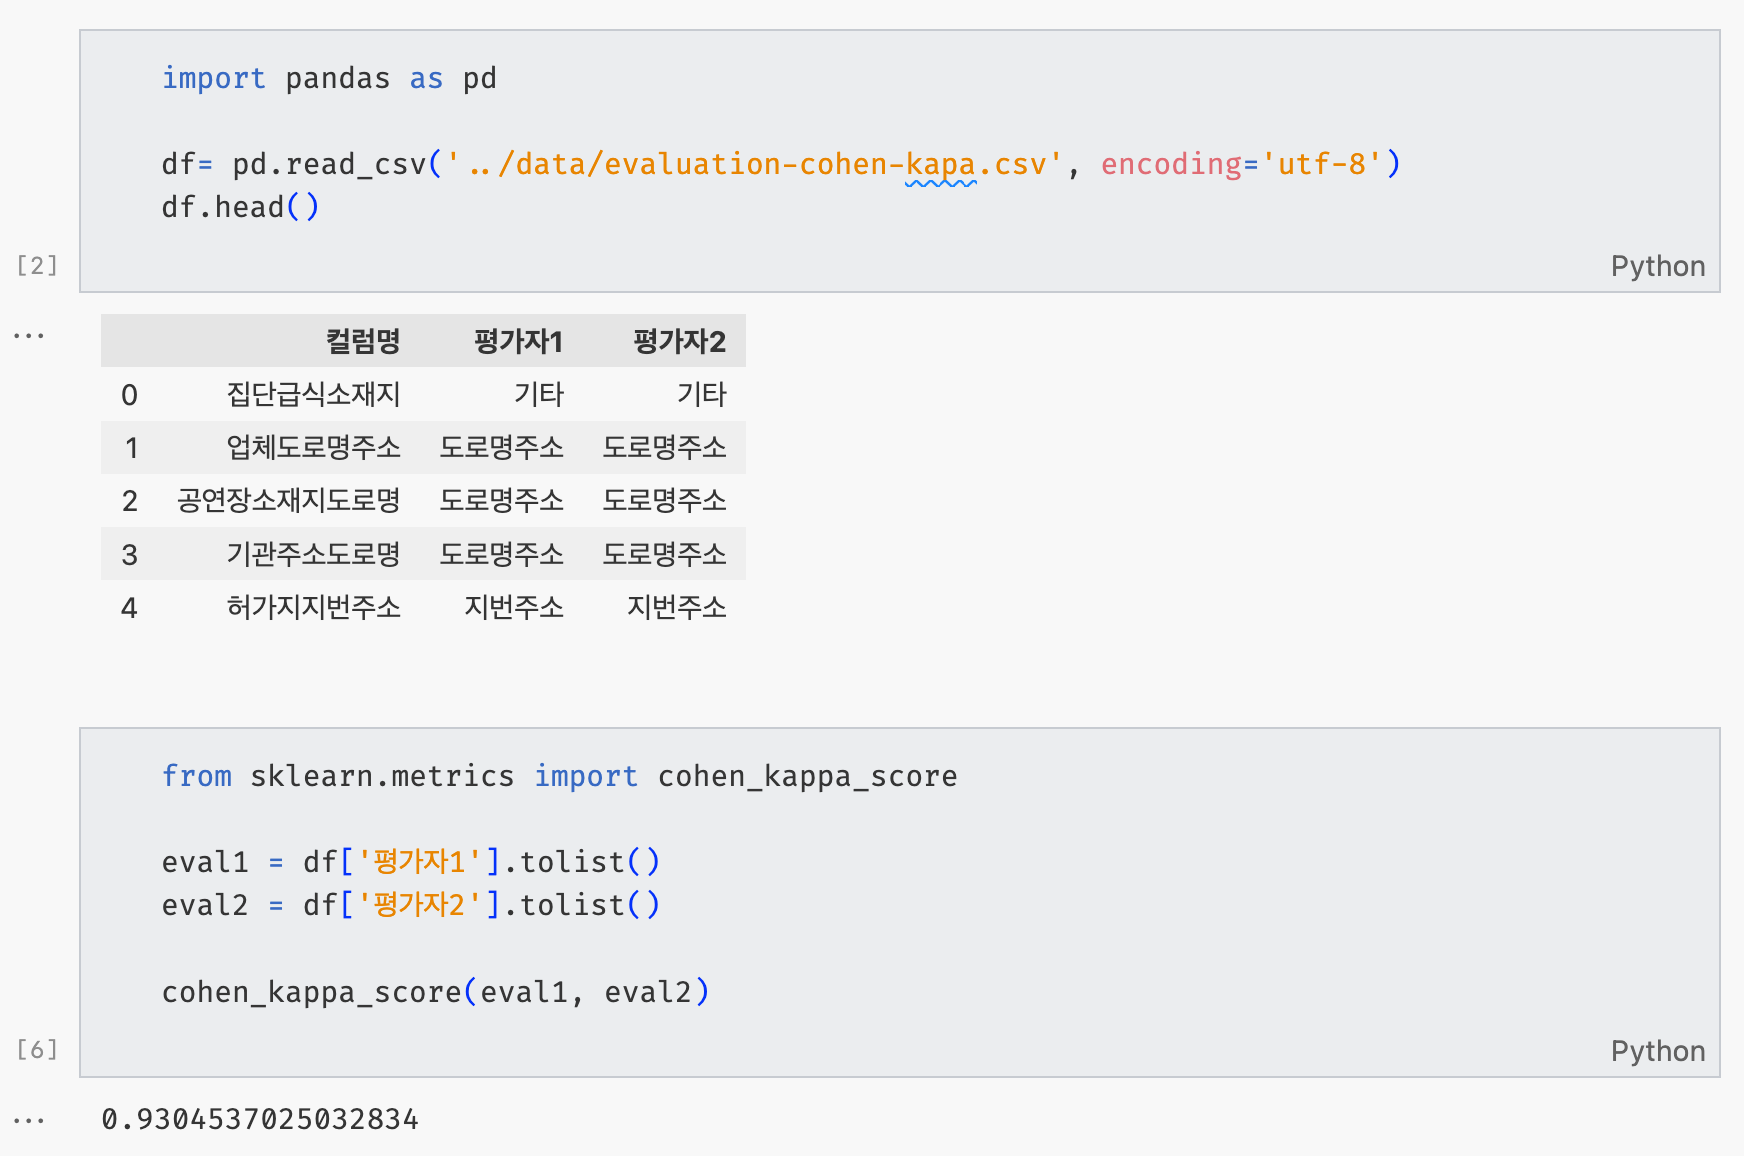 import pandas as pd
df= pd.read_csv('../data/evaluation-cohen-kapa.csv', encoding='utf-8')
df.head()
[2]
Python
...
컬럼명 평가자1 평가자2
0 집단급식소재지 기타 기타
1 업체도로명주소 도로명주소 도로명주소
2 공연장소재지도로명 도로명주소 도로명주소
3 기관주소도로명 도로명주소 도로명주소
4 허가지지번주소 지번주소 지번주소
from sklearn.metrics import cohen_kappa_score
eval1 = df['평가자1'].tolist()
eval2 = df['평가자2'].tolist()
cohen_kappa_score(eval1, eval2)
[6]
Python
...
0.9304537025032834